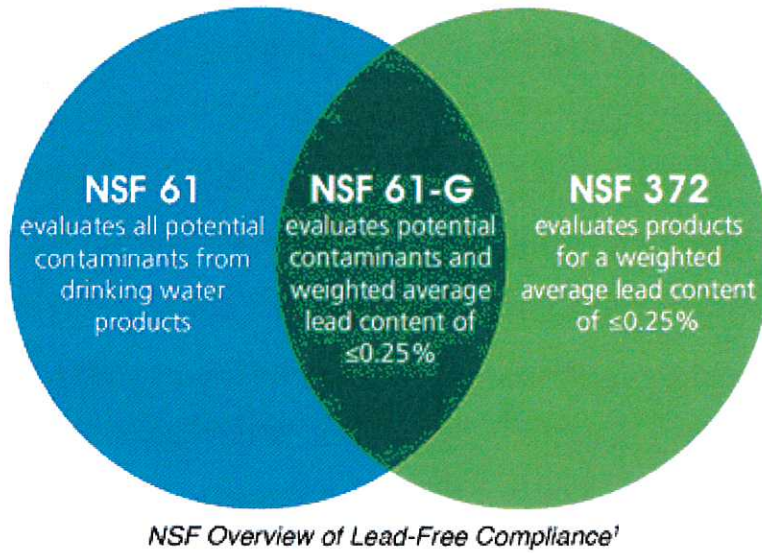 NSF 61
evaluates all potential
contaminants from
drinking water
products
NSF 61-G
evaluates potential
contaminants and
weighted average
lead content of
≤0.25%
NSF 372
evaluates products
for a weighted
average lead content
of ≤0.25%
NSF Overview of Lead-Free Compliance¹